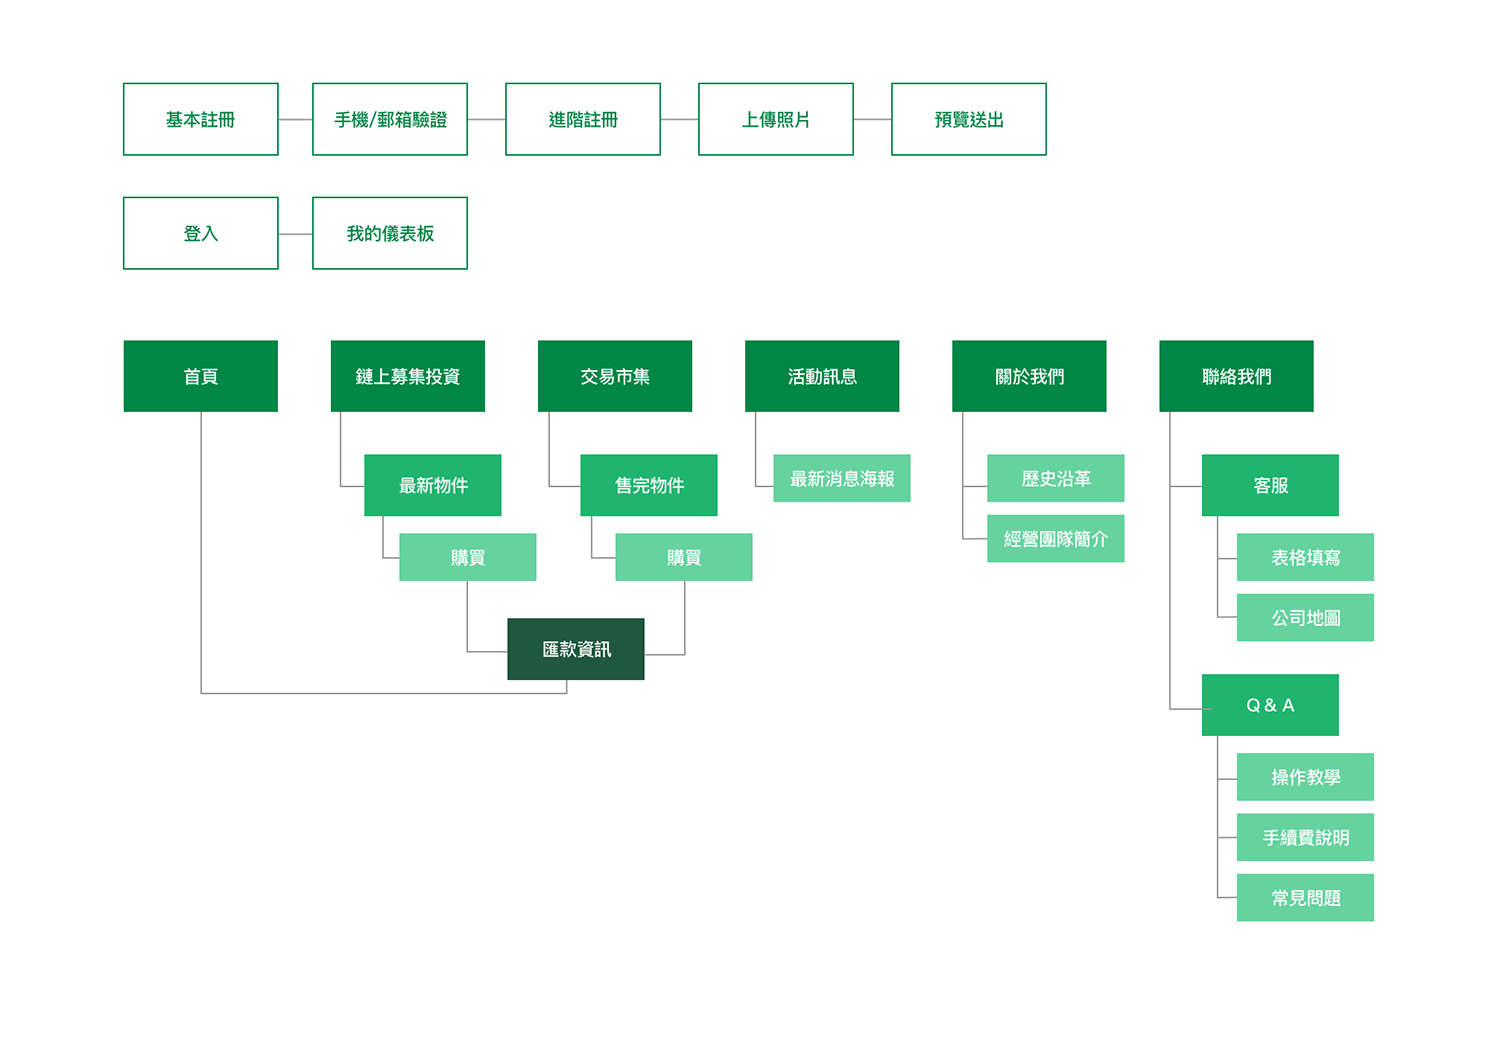 基本註冊
手機/郵箱驗證
進階註冊
上傳照片
預覽送出
登入
我的儀表板
首頁
鏈上募集投資
交易市集
活動訊息
關於我們
聯絡我們
最新物件
購買
售完物件
購買
匯款資訊
最新消息海報
歷史沿革
經營團隊簡介
客服
表格填寫
公司地圖
Q & A
操作教學
手續費說明
常見問題